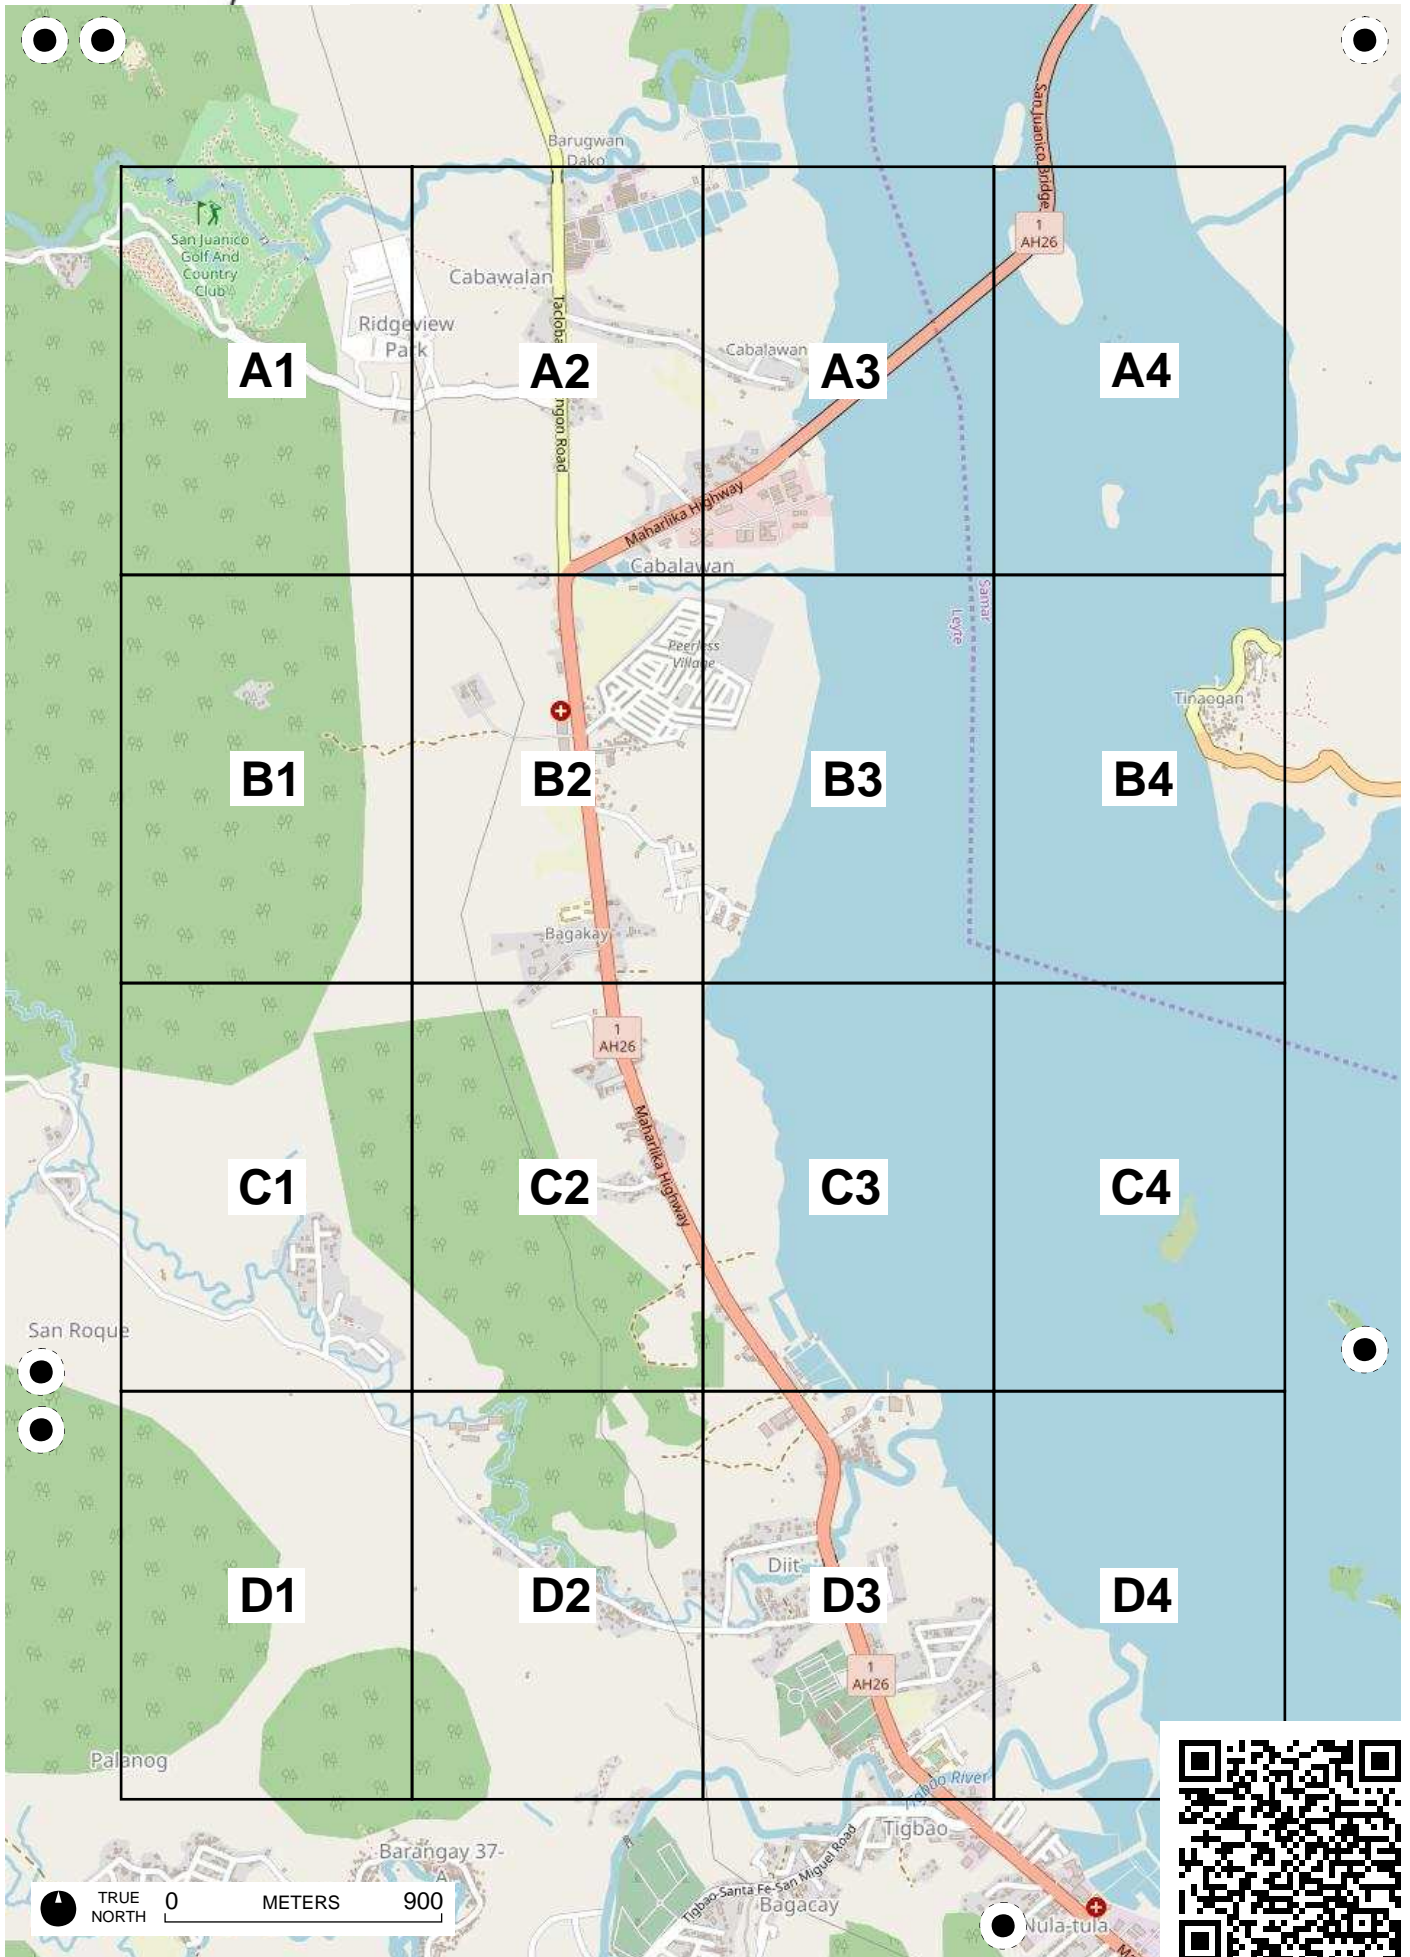 Barugwan
Dako
San Juanico Bridge
1
AH26
San Juanico
Golf And
Country
Club
Cabawalan
Ridgeview
Park
Cabalawan
A1
A2
A3
A4
Maharlika Highway
Cabalawan
Samar
Leyte
Peerless
Village
Tinaogan
B1
B2
B3
B4
Bagakay
1
AH26
Maharlika Highway
C1
C2
C3
C4
San Roque
Diit
D1
D2
D3
D4
1
AH26
Palanog
Tigbao River
Tigbao
Barangay 37-
A
Tigbao-Santa Fe-San Miguel Road
Bagacay
Nula-tula
TRUE
NORTH
0 METERS 900